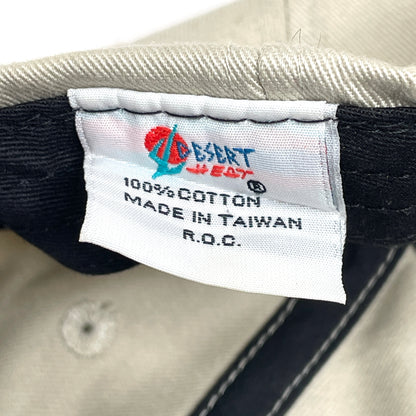 DESERT
HEAT®
100% COTTON
MADE IN TAIWAN
R.O.C.